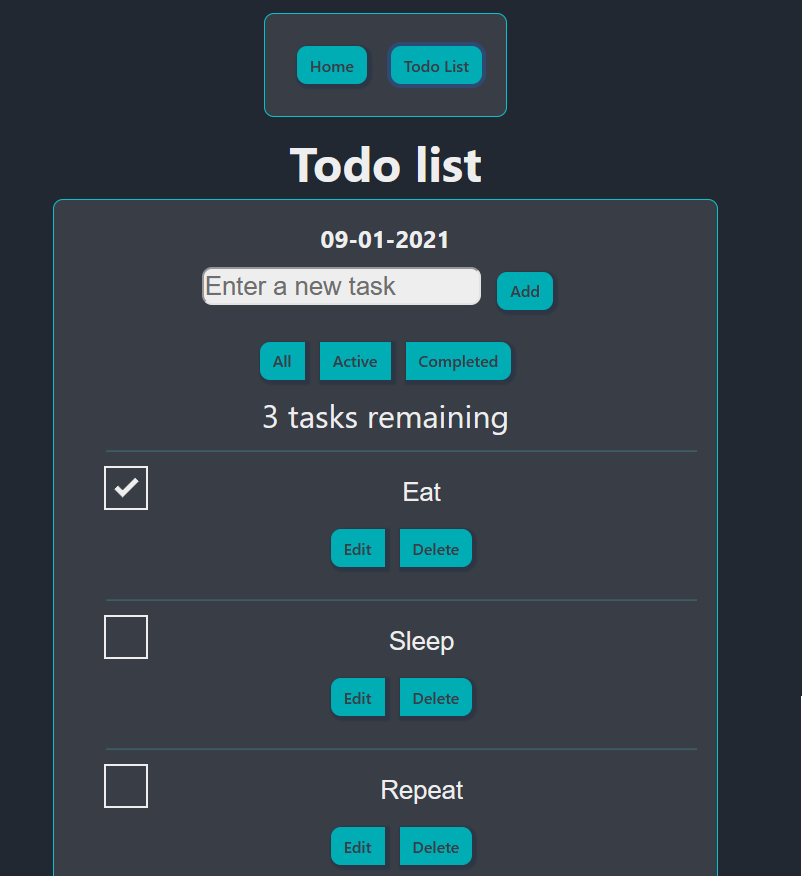 Home Todo List
Todo list
09-01-2021
Enter a new task Add
All Active Completed
3 tasks remaining
Eat
Edit Delete
Sleep
Edit Delete
Repeat
Edit Delete